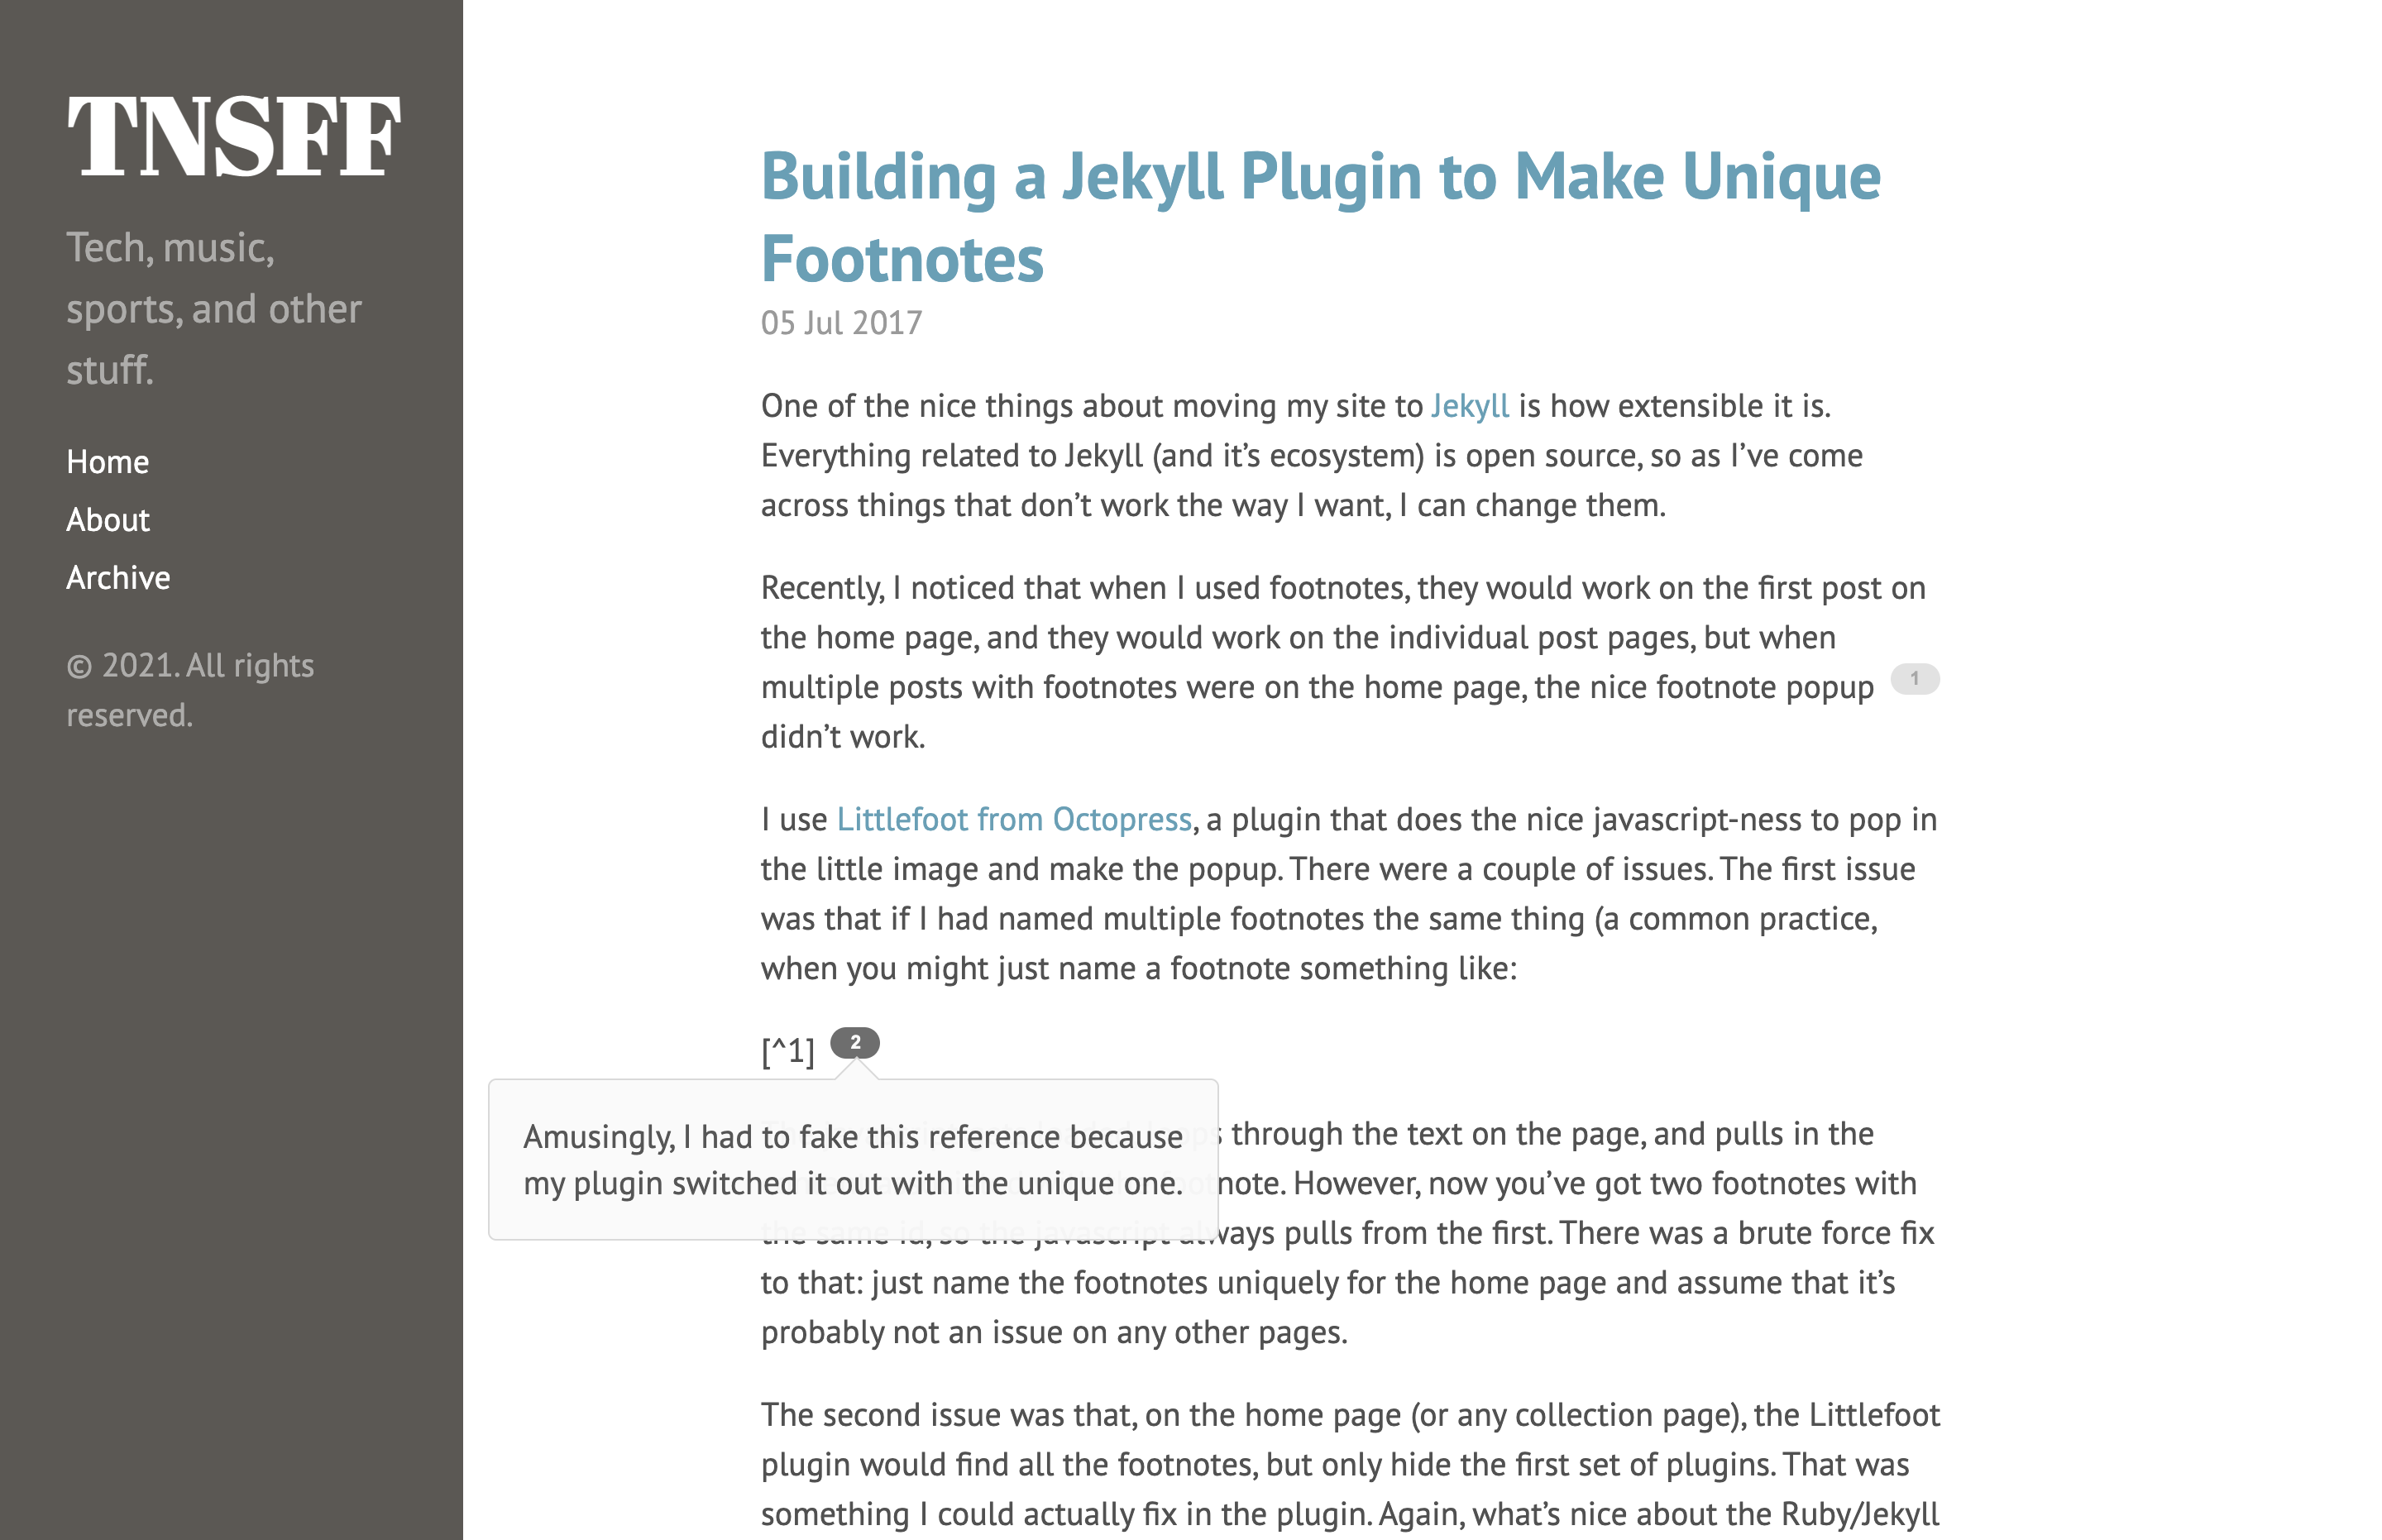 TNSFF
Tech, music,
sports, and other
stuff.
Home
About
Archive
© 2021. All rights
reserved.
Building a Jekyll Plugin to Make Unique
Footnotes
05 Jul 2017
One of the nice things about moving my site to Jekyll is how extensible it is.
Everything related to Jekyll (and it’s ecosystem) is open source, so as I’ve come
across things that don’t work the way I want, I can change them.
Recently, I noticed that when I used footnotes, they would work on the first post on
the home page, and they would work on the individual post pages, but when
multiple posts with footnotes were on the home page, the nice footnote popup 1
didn’t work.
I use Littlefoot from Octopress, a plugin that does the nice javascript-ness to pop in
the little image and make the popup. There were a couple of issues. The first issue
was that if I had named multiple footnotes the same thing (a common practice,
when you might just name a footnote something like:
[^1] 2
Amusingly, I had to fake this reference because
my plugin switched it out with the unique one.
through the text on the page, and pulls in the
note. However, now you’ve got two footnotes with
the same id, so the javascript always pulls from the first. There was a brute force fix
to that: just name the footnotes uniquely for the home page and assume that it’s
probably not an issue on any other pages.
The second issue was that, on the home page (or any collection page), the Littlefoot
plugin would find all the footnotes, but only hide the first set of plugins. That was
something I could actually fix in the plugin. Again, what’s nice about the Ruby/Jekyll